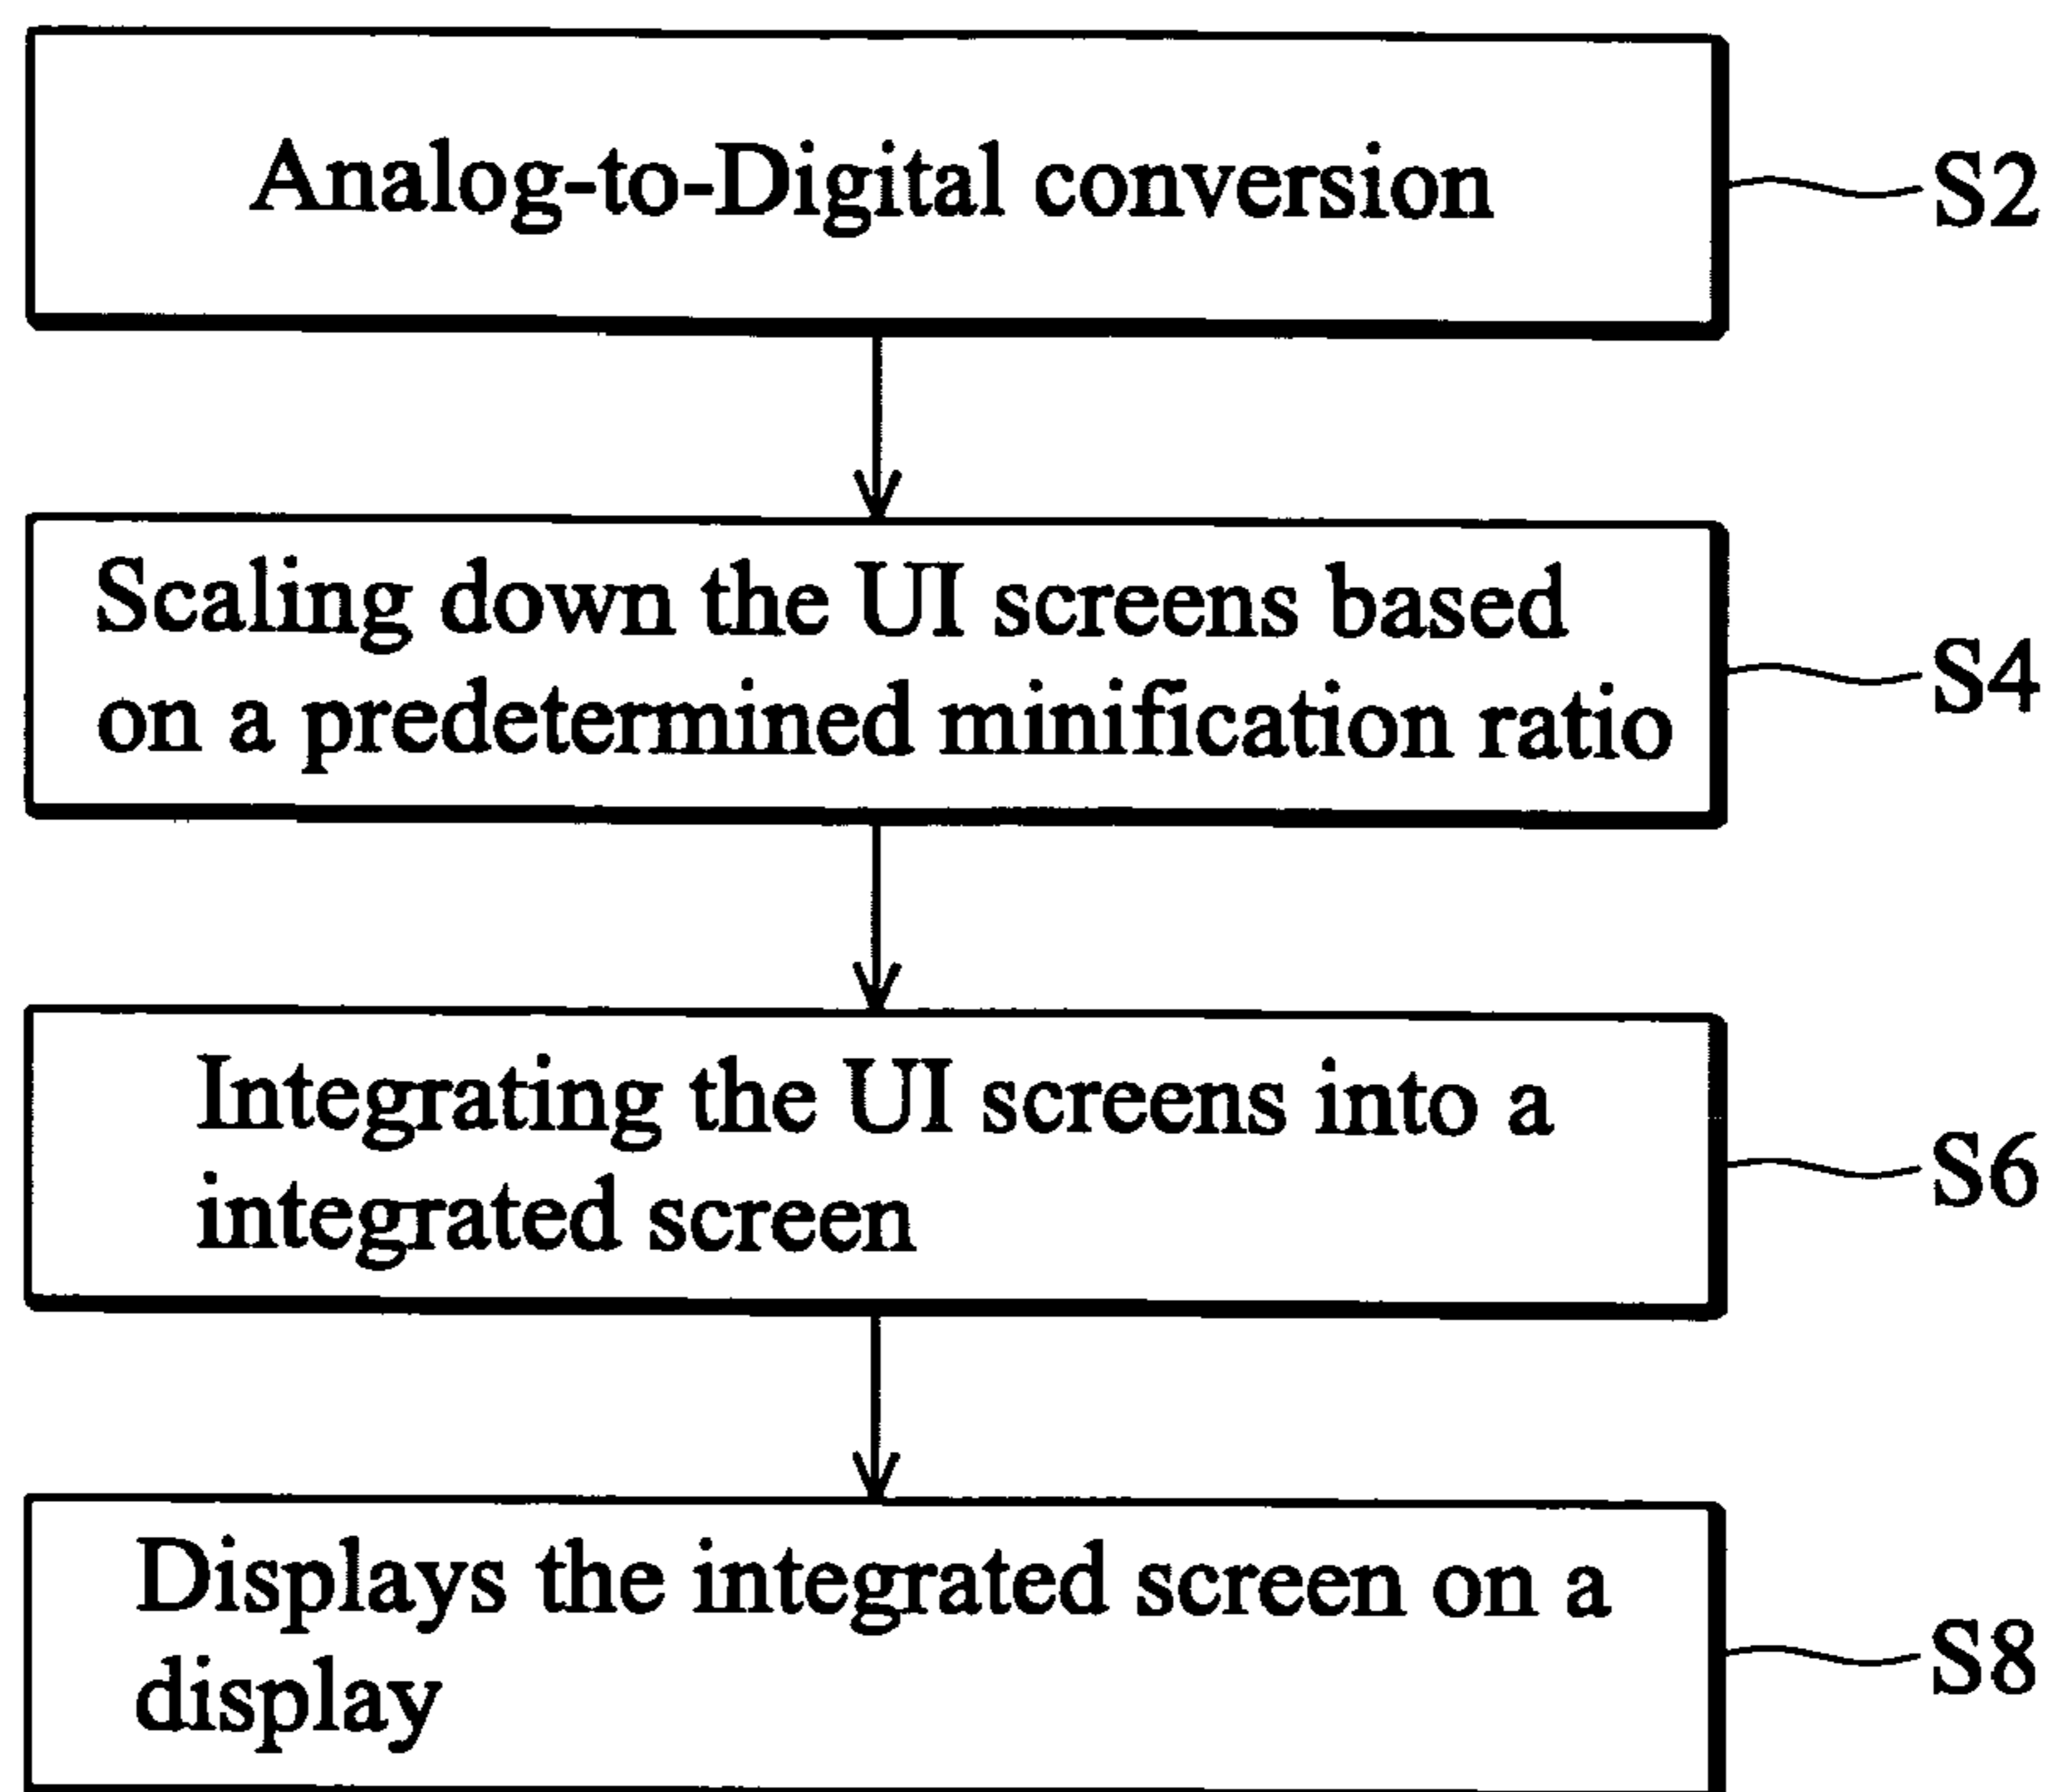 Analog-to-Digital conversion
S2
Scaling down the UI screens based
on a predetermined minification ratio
S4
Integrating the UI screens into a
integrated screen
S6
Displays the integrated screen on a
display
S8